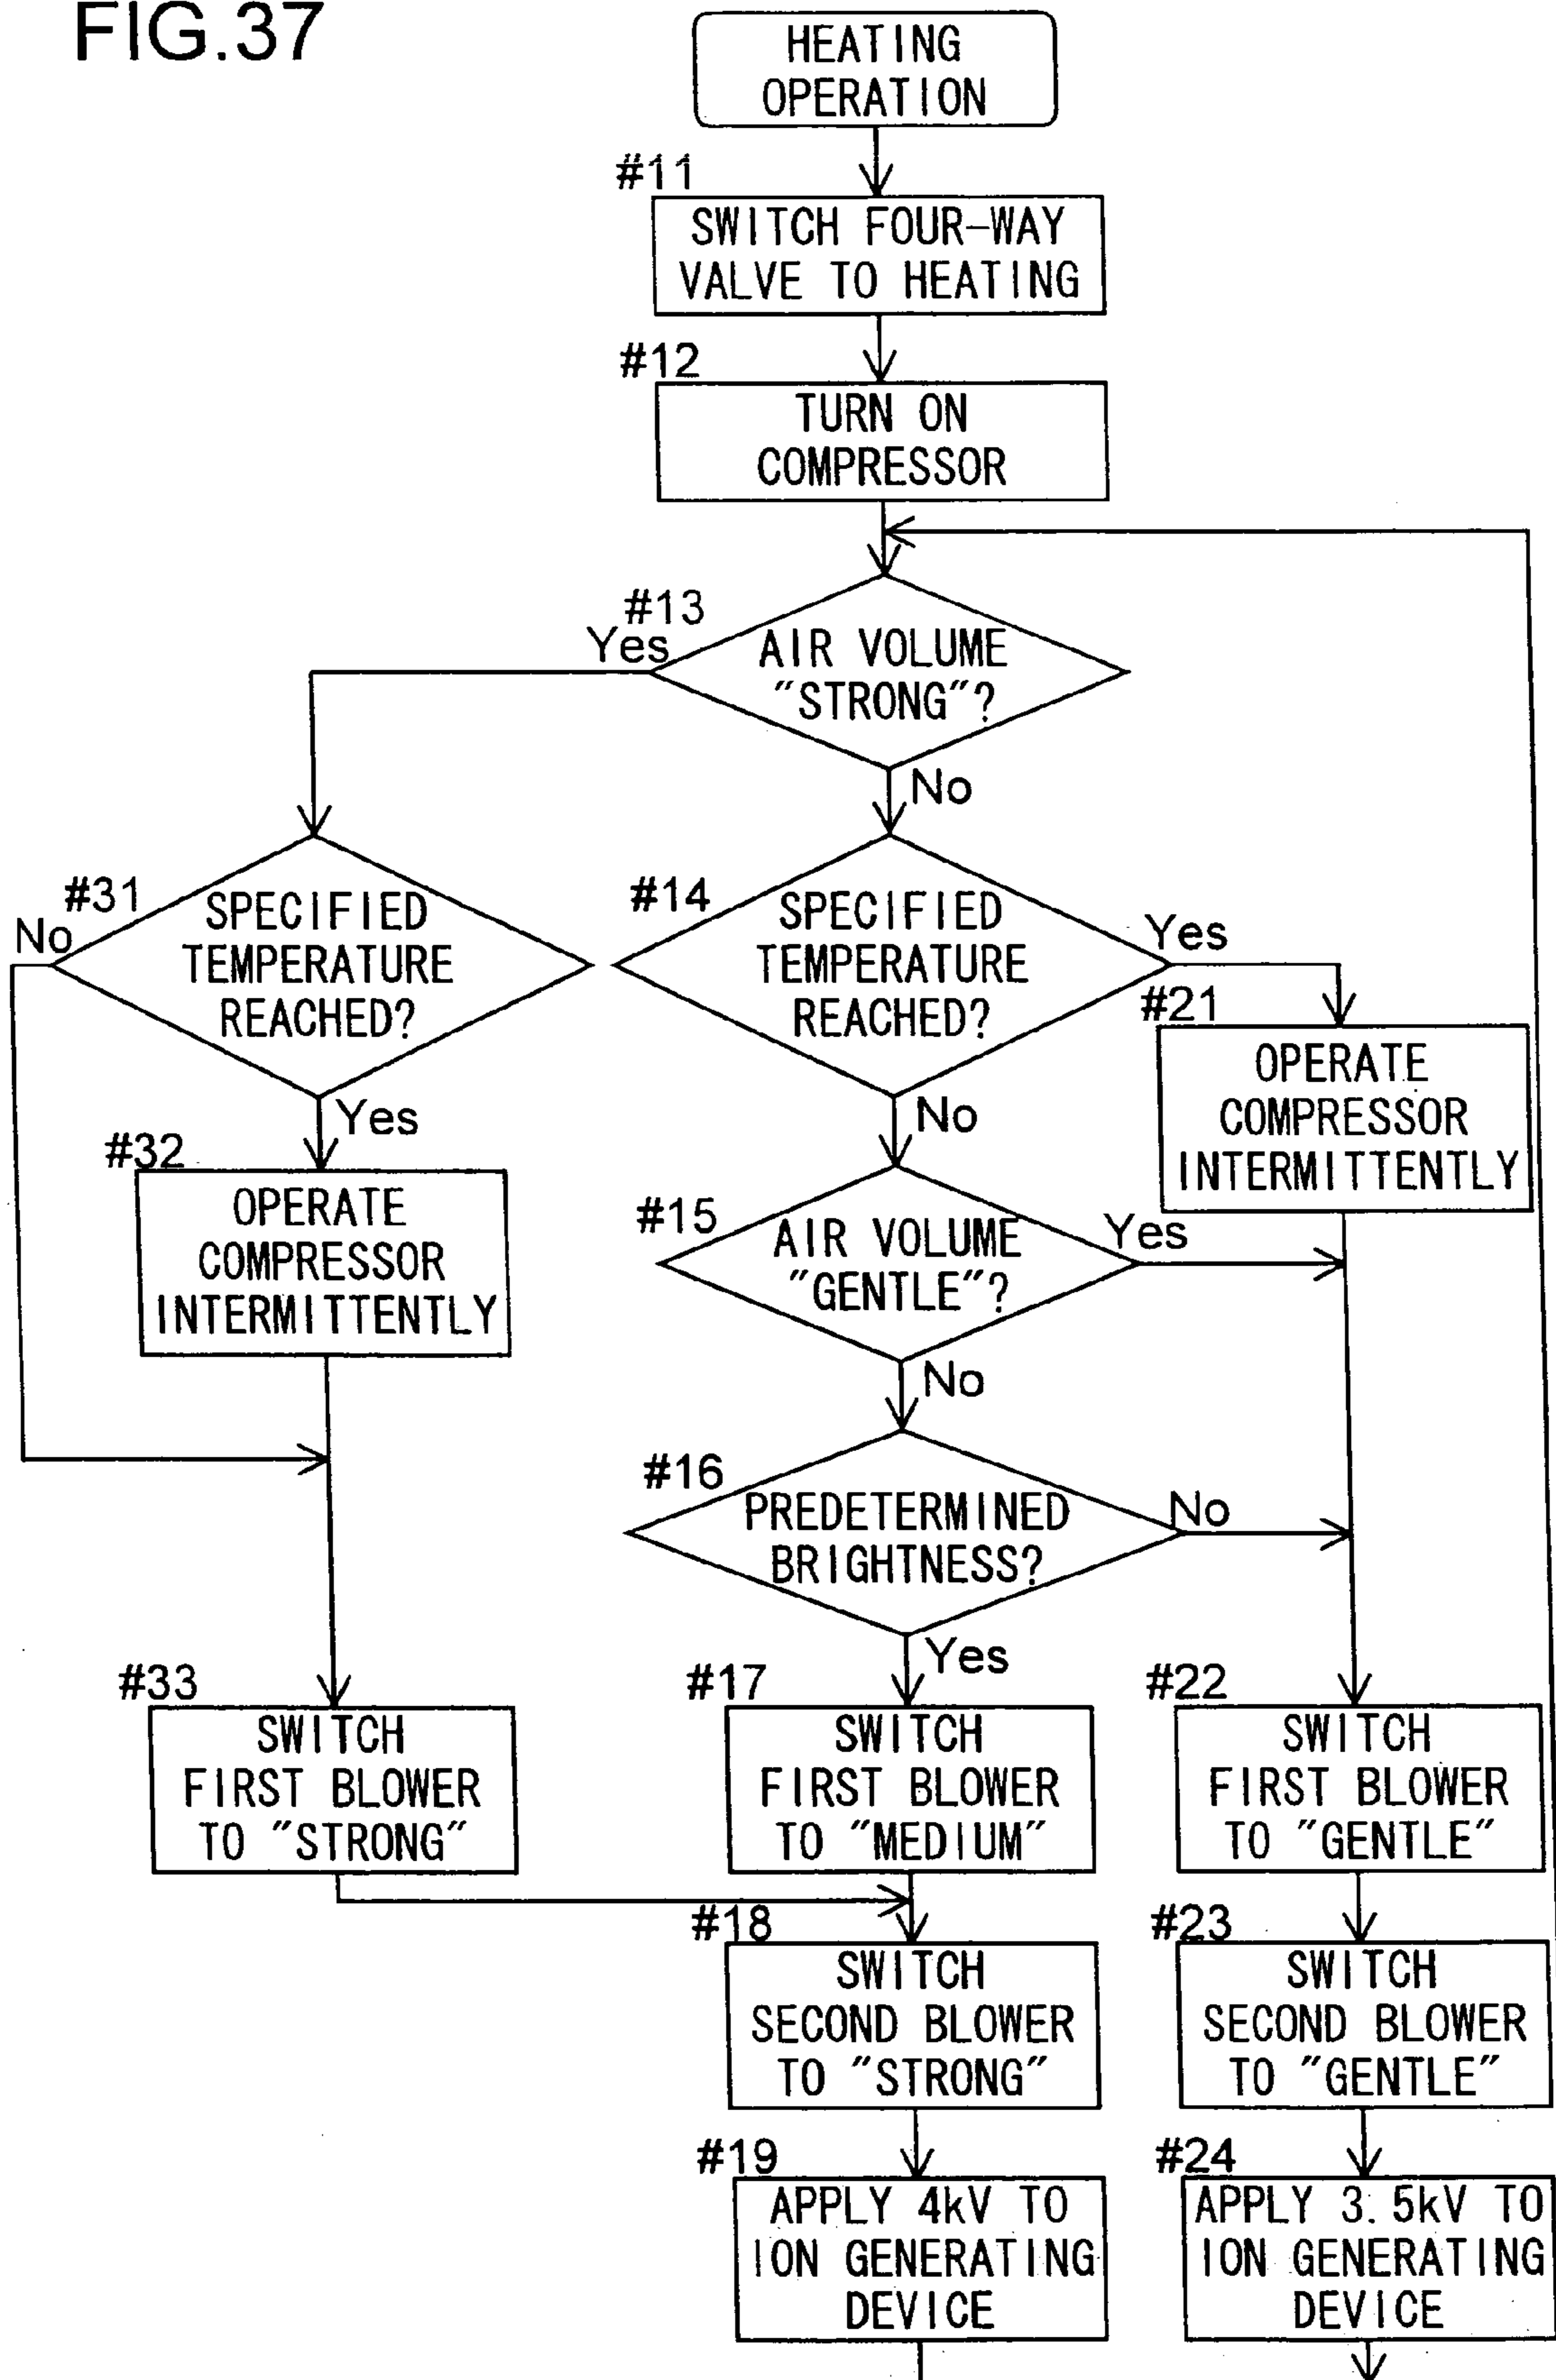 FIG.37
HEATING
OPERATION
#11
SWITCH FOUR-WAY
VALVE TO HEATING
#12
TURN ON
COMPRESSOR
#13
Yes
AIR VOLUME
"STRONG"?
No
#31
No
SPECIFIED
TEMPERATURE
REACHED?
Yes
#14
SPECIFIED
TEMPERATURE
REACHED?
Yes
No
#21
OPERATE
COMPRESSOR
INTERMITTENTLY
#32
OPERATE
COMPRESSOR
INTERMITTENTLY
#15
AIR VOLUME
"GENTLE"?
Yes
No
#16
PREDETERMINED
BRIGHTNESS?
No
Yes
#33
SWITCH
FIRST BLOWER
TO "STRONG"
#17
SWITCH
FIRST BLOWER
TO "MEDIUM"
#22
SWITCH
FIRST BLOWER
TO "GENTLE"
#18
SWITCH
SECOND BLOWER
TO "STRONG"
#23
SWITCH
SECOND BLOWER
TO "GENTLE"
#19
APPLY 4kV TO
ION GENERATING
DEVICE
#24
APPLY 3.5kV TO
ION GENERATING
DEVICE